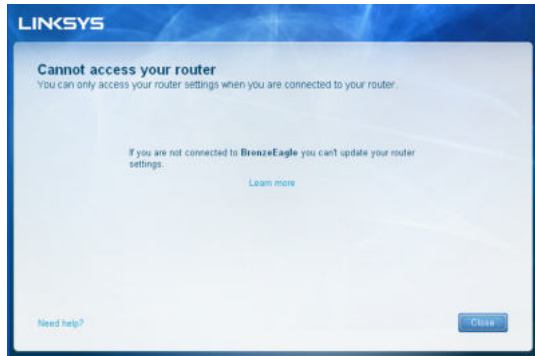 LINKSYS
Cannot access your router
You can only access your router settings when you are connected to your router.
If you are not connected to BronzeEagle you can't update your router
settings.
Learn more
Need help?
Close